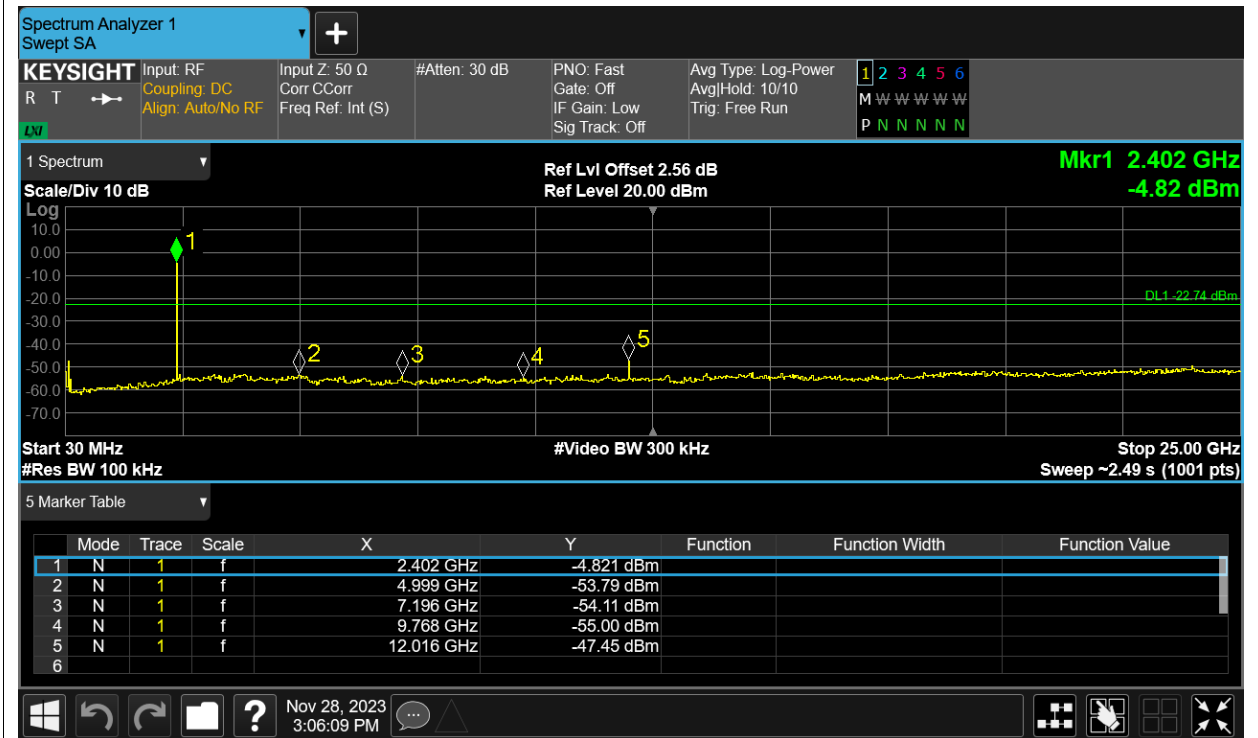 Spectrum Analyzer 1
Swept SA
KEYSIGHT
R T
LXI
Input: RF
Coupling: DC
Align: Auto/No RF
Input Z: 50 Ω
Corr CCorr
Freq Ref: Int (S)
#Atten: 30 dB
PNO: Fast
Gate: Off
IF Gain: Low
Sig Track: Off
Avg Type: Log-Power
Avg|Hold: 10/10
Trig: Free Run
1 2 3 4 5 6
M W W W W W
P N N N N N
1 Spectrum
Scale/Div 10 dB
Ref Lvl Offset 2.56 dB
Ref Level 20.00 dBm
Mkr1 2.402 GHz
-4.82 dBm
Log
10.0
0.00
-10.0
-20.0
-30.0
-40.0
-50.0
-60.0
-70.0
1
2
3
4
5
DL1 -22.74 dBm
Start 30 MHz
#Res BW 100 kHz
#Video BW 300 kHz
Stop 25.00 GHz
Sweep ~2.49 s (1001 pts)
5 Marker Table
Mode Trace Scale X Y Function Function Width Function Value
1 N 1 f 2.402 GHz -4.821 dBm
2 N 1 f 4.999 GHz -53.79 dBm
3 N 1 f 7.196 GHz -54.11 dBm
4 N 1 f 9.768 GHz -55.00 dBm
5 N 1 f 12.016 GHz -47.45 dBm
6
?
Nov 28, 2023
3:06:09 PM